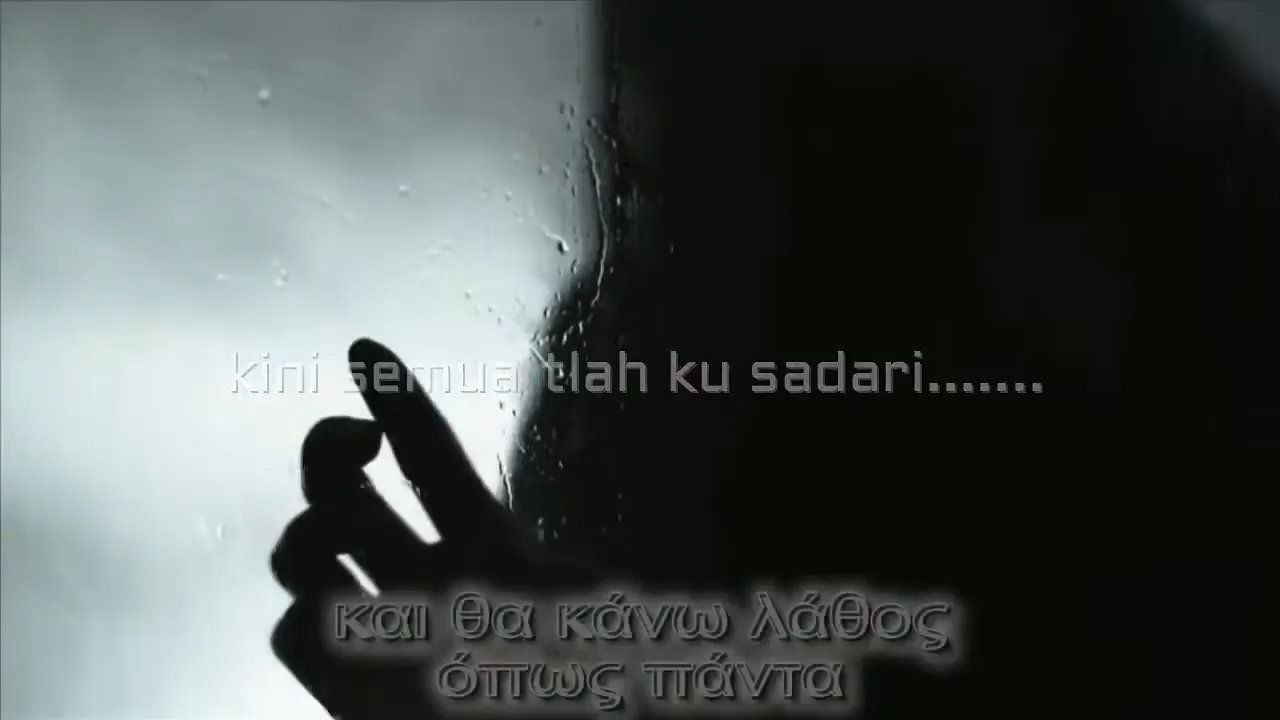 kini semua tlah ku sadari.......
και θα κάνω λάθος
όπως πάντα